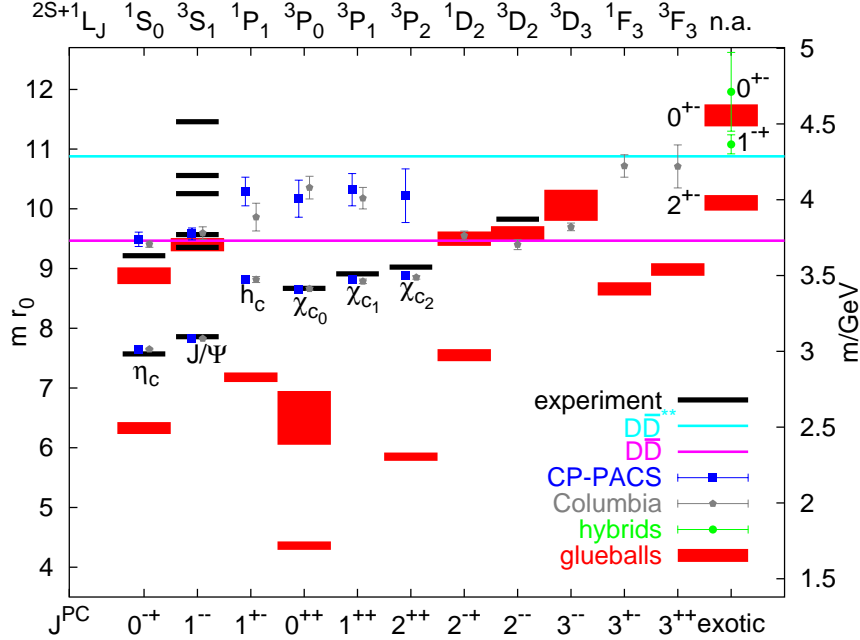 2S+1LJ 1S0 3S1 1P1 3P0 3P1 3P2 1D2 3D2 3D3 1F3 3F3 n.a.
m r0
12
11
10
9
8
7
6
5
4
5
4.5
4
3.5
3
2.5
2
1.5
m/GeV
0+-
0+-
1-+
2+-
hc
χc0
χc1
χc2
ηc
J/Ψ
experiment
DD̅**
DD̅
CP-PACS
Columbia
hybrids
glueballs
JPC 0-+ 1-- 1+- 0++ 1++ 2++ 2-+ 2-- 3-- 3+- 3++ exotic